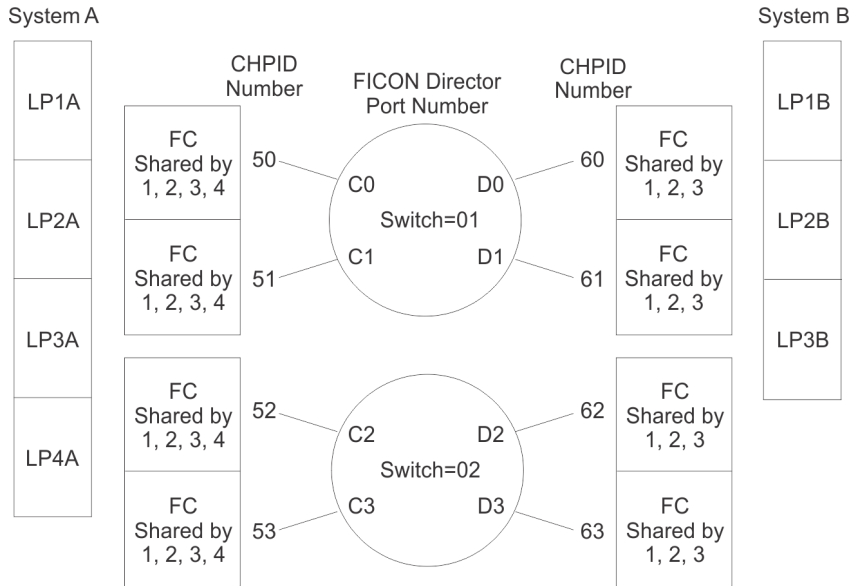 System A
System B
LP1A
LP2A
LP3A
LP4A
CHPID
Number
FICON Director
Port Number
CHPID
Number
FC
Shared by
1, 2, 3, 4
50
FC
Shared by
1, 2, 3, 4
51
C0
D0
Switch=01
C1
D1
60
FC
Shared by
1, 2, 3
61
FC
Shared by
1, 2, 3
FC
Shared by
1, 2, 3, 4
52
FC
Shared by
1, 2, 3, 4
53
C2
D2
Switch=02
C3
D3
62
FC
Shared by
1, 2, 3
63
FC
Shared by
1, 2, 3
LP1B
LP2B
LP3B